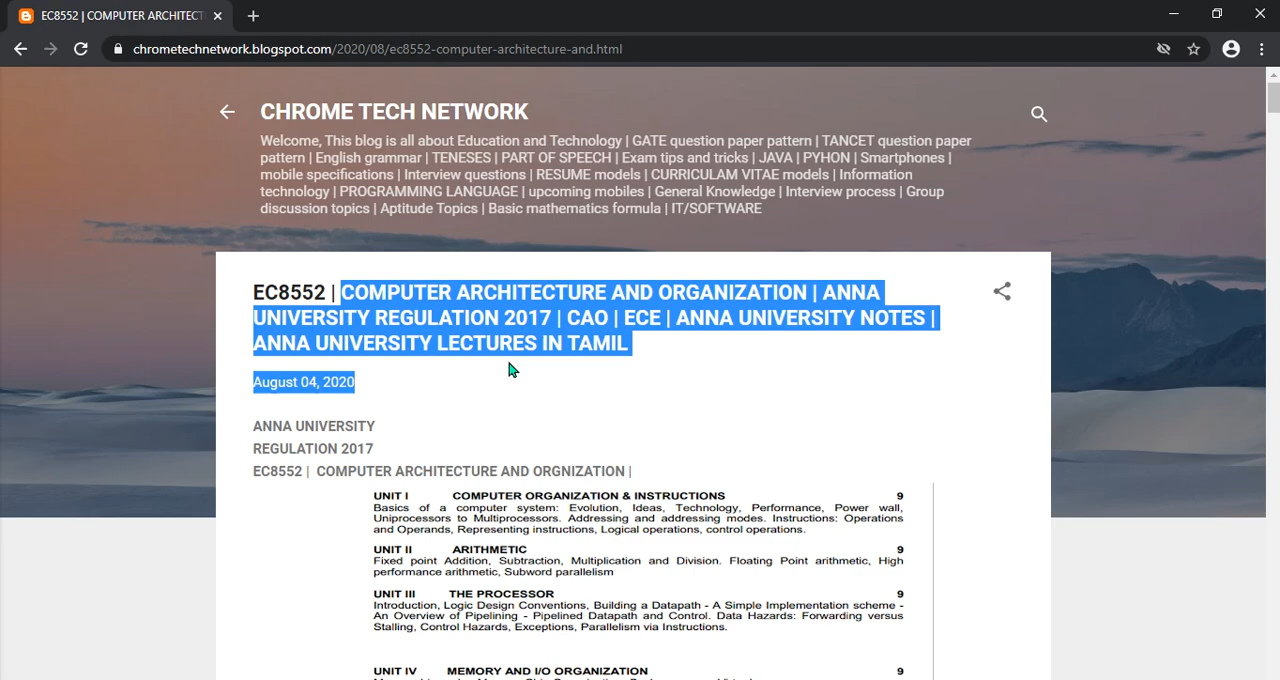 EC8552 | COMPUTER ARCHITECT
chrometechnetwork.blogspot.com/2020/08/ec8552-computer-architecture-and.html
CHROME TECH NETWORK
Welcome, This blog is all about Education and Technology | GATE question paper pattern | TANCET question paper
pattern | English grammar | TENESES | PART OF SPEECH | Exam tips and tricks | JAVA | PYHON | Smartphones |
mobile specifications | Interview questions | RESUME models | CURRICULAM VITAE models | Information
technology | PROGRAMMING LANGUAGE | upcoming mobiles | General Knowledge | Interview process | Group
discussion topics | Aptitude Topics | Basic mathematics formula | IT/SOFTWARE
EC8552 | COMPUTER ARCHITECTURE AND ORGANIZATION | ANNA
UNIVERSITY REGULATION 2017 | CAO | ECE | ANNA UNIVERSITY NOTES |
ANNA UNIVERSITY LECTURES IN TAMIL
August 04, 2020
ANNA UNIVERSITY
REGULATION 2017
EC8552 | COMPUTER ARCHITECTURE AND ORGNIZATION |
UNIT I COMPUTER ORGANIZATION & INSTRUCTIONS 9
Basics of a computer system: Evolution, Ideas, Technology, Performance, Power wall,
Uniprocessors to Multiprocessors. Addressing and addressing modes. Instructions: Operations
and Operands, Representing instructions, Logical operations, control operations.
UNIT II ARITHMETIC 9
Fixed point Addition, Subtraction, Multiplication and Division. Floating Point arithmetic, High
performance arithmetic, Subword parallelism
UNIT III THE PROCESSOR 9
Introduction, Logic Design Conventions, Building a Datapath - A Simple Implementation scheme -
An Overview of Pipelining - Pipelined Datapath and Control. Data Hazards: Forwarding versus
Stalling, Control Hazards, Exceptions, Parallelism via Instructions.
UNIT IV MEMORY AND I/O ORGANIZATION 9